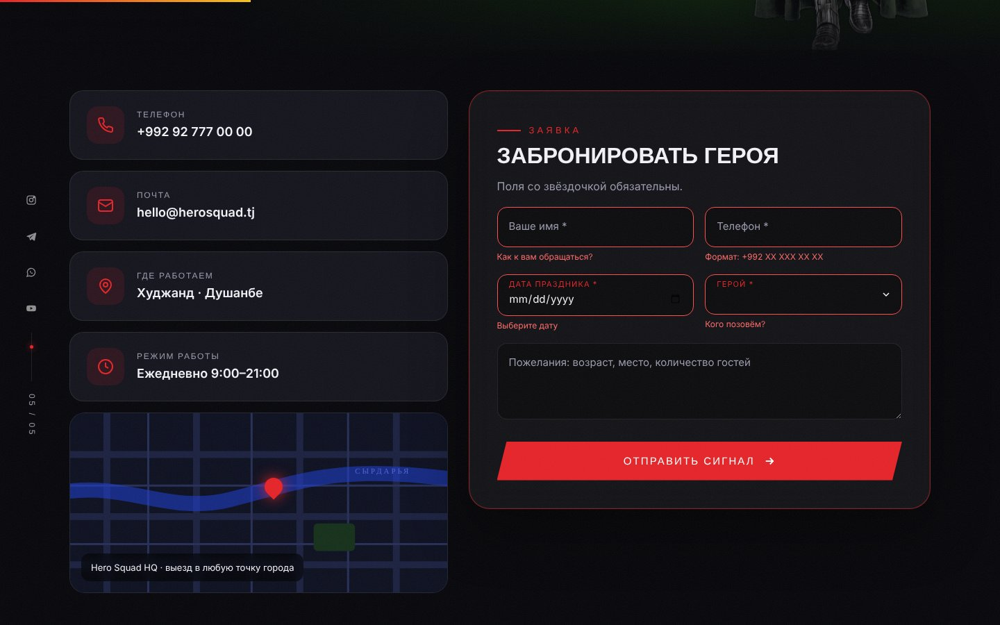 ТЕЛЕФОН
+992 92 777 00 00
ПОЧТА
hello@herosquad.tj
ГДЕ РАБОТАЕМ
Худжанд · Душанбе
РЕЖИМ РАБОТЫ
Ежедневно 9:00–21:00
СЫРДАРЬЯ
Hero Squad HQ · выезд в любую точку города
05 / 05
ЗАЯВКА
ЗАБРОНИРОВАТЬ ГЕРОЯ
Поля со звёздочкой обязательны.
Ваше имя *
Телефон *
Как к вам обращаться?
Формат: +992 XX XXX XX XX
ДАТА ПРАЗДНИКА *
mm/dd/yyyy
ГЕРОЙ *
Выберите дату
Кого позовём?
Пожелания: возраст, место, количество гостей
ОТПРАВИТЬ СИГНАЛ →